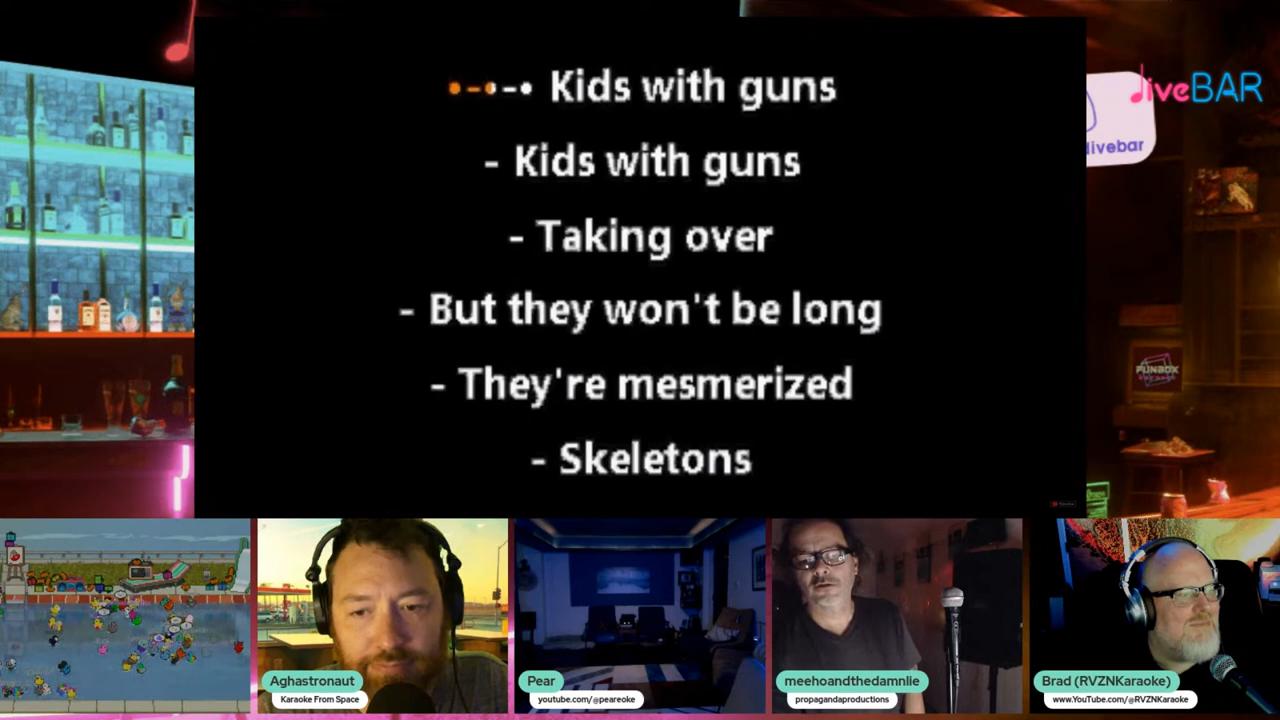 Kids with guns
- Kids with guns
- Taking over
- But they won't be long
- They're mesmerized
- Skeletons
liveBAR
livebar
FUNBOX
Aghastronaut
Karaoke From Space
Pear
youtube.com/@peareoke
meehoandthedamnlie
propagandaproductions
Brad (RVZNKaraoke)
www.YouTube.com/@RVZNKaraoke